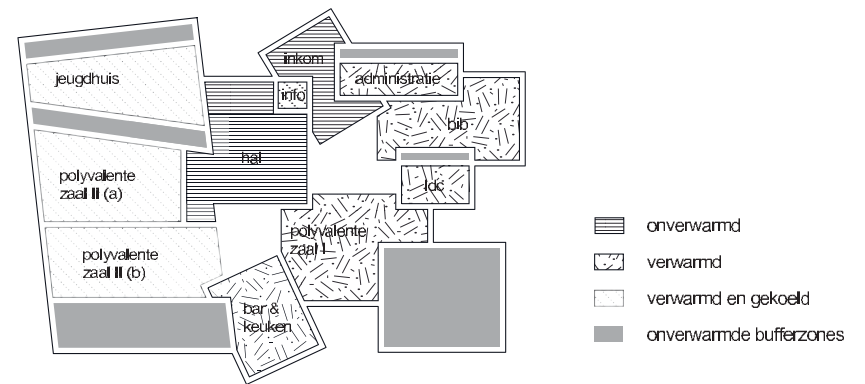 inkom
jeugdhuis
administratie
info
bib
hal
polyvalente
zaal II (a)
ldc
polyvalente
zaal I
polyvalente
zaal II (b)
bar &
keuken
onverwarmd
verwarmd
verwarmd en gekoeld
onverwarmde bufferzones